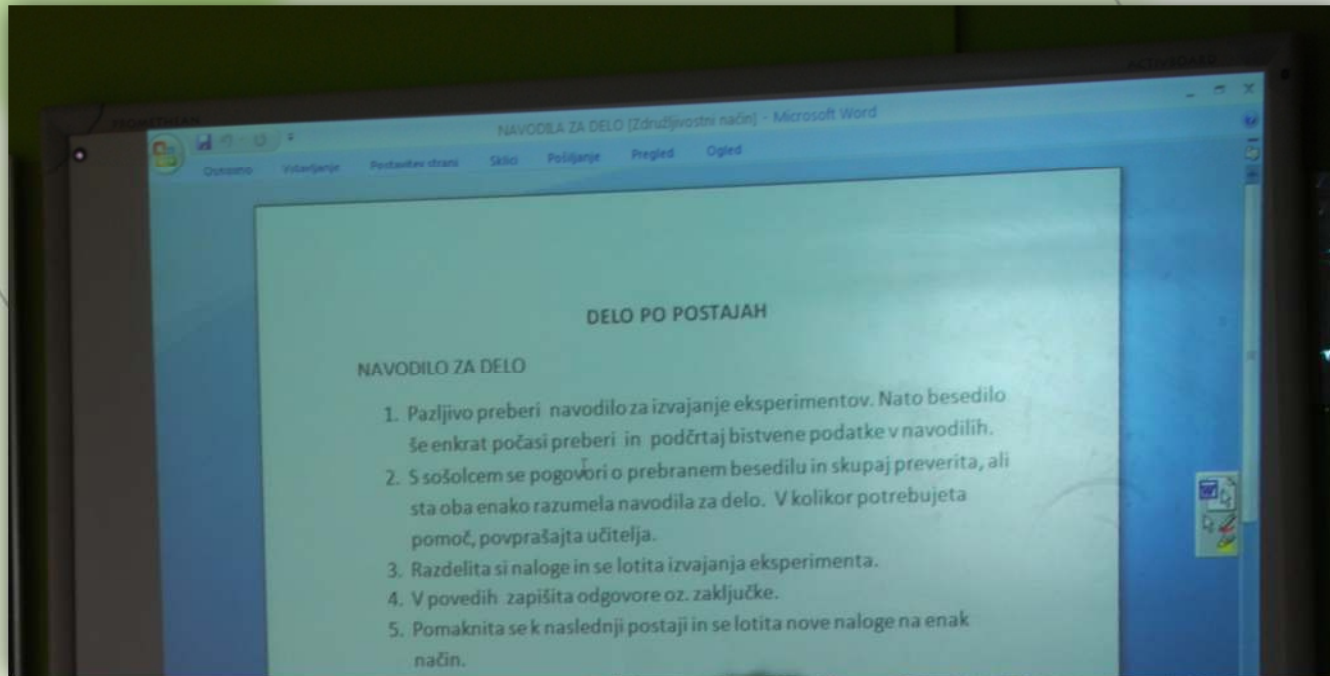 PROMETHEAN
ACTIVBOARD
NAVODILA ZA DELO [Združljivostni način] - Microsoft Word
Osnovno Vstavljanje Postavitev strani Sklici Pošiljanje Pregled Ogled
DELO PO POSTAJAH
NAVODILO ZA DELO
1. Pazljivo preberi navodilo za izvajanje eksperimentov. Nato besedilo
še enkrat počasi preberi in podčrtaj bistvene podatke v navodilih.
2. S sošolcem se pogovori o prebranem besedilu in skupaj preverita, ali
sta oba enako razumela navodila za delo. V kolikor potrebujeta
pomoč, povprašajta učitelja.
3. Razdelita si naloge in se lotita izvajanja eksperimenta.
4. V povedih zapišita odgovore oz. zaključke.
5. Pomaknita se k naslednji postaji in se lotita nove naloge na enak
način.